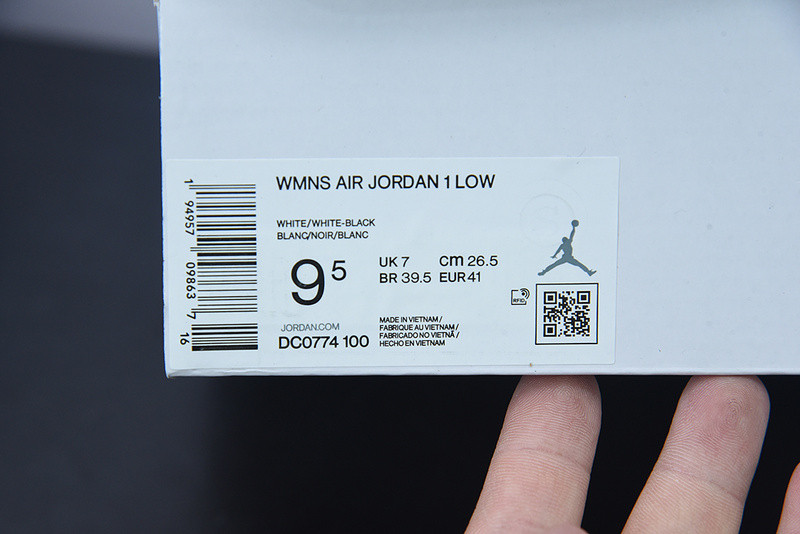 WMNS AIR JORDAN 1 LOW
WHITE/WHITE-BLACK
BLANC/NOIR/BLANC
9 5
UK 7 cm 26.5
BR 39.5 EUR 41
RFID
JORDAN.COM
DC0774 100
MADE IN VIETNAM /
FABRIQUE AU VIETNAM /
FABRICADO NO VIETNÃ /
HECHO EN VIETNAM
1 94957 09863 7 16